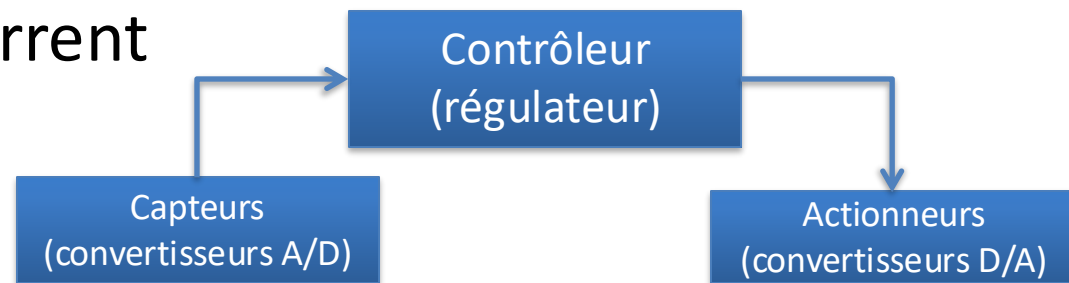 rrent
Contrôleur
(régulateur)
Capteurs
(convertisseurs A/D)
Actionneurs
(convertisseurs D/A)